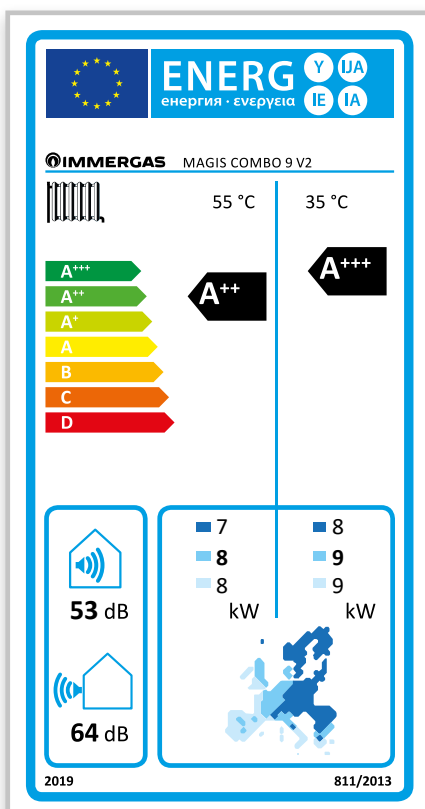 ENERG Y IJA
енергия · ενεργεια IE IA
IMMERGAS MAGIS COMBO 9 V2
55 °C 35 °C
A+++
A++
A+
A
B
C
D
A++
A+++
53 dB
64 dB
7 8
8 9
8 9
kW kW
2019 811/2013